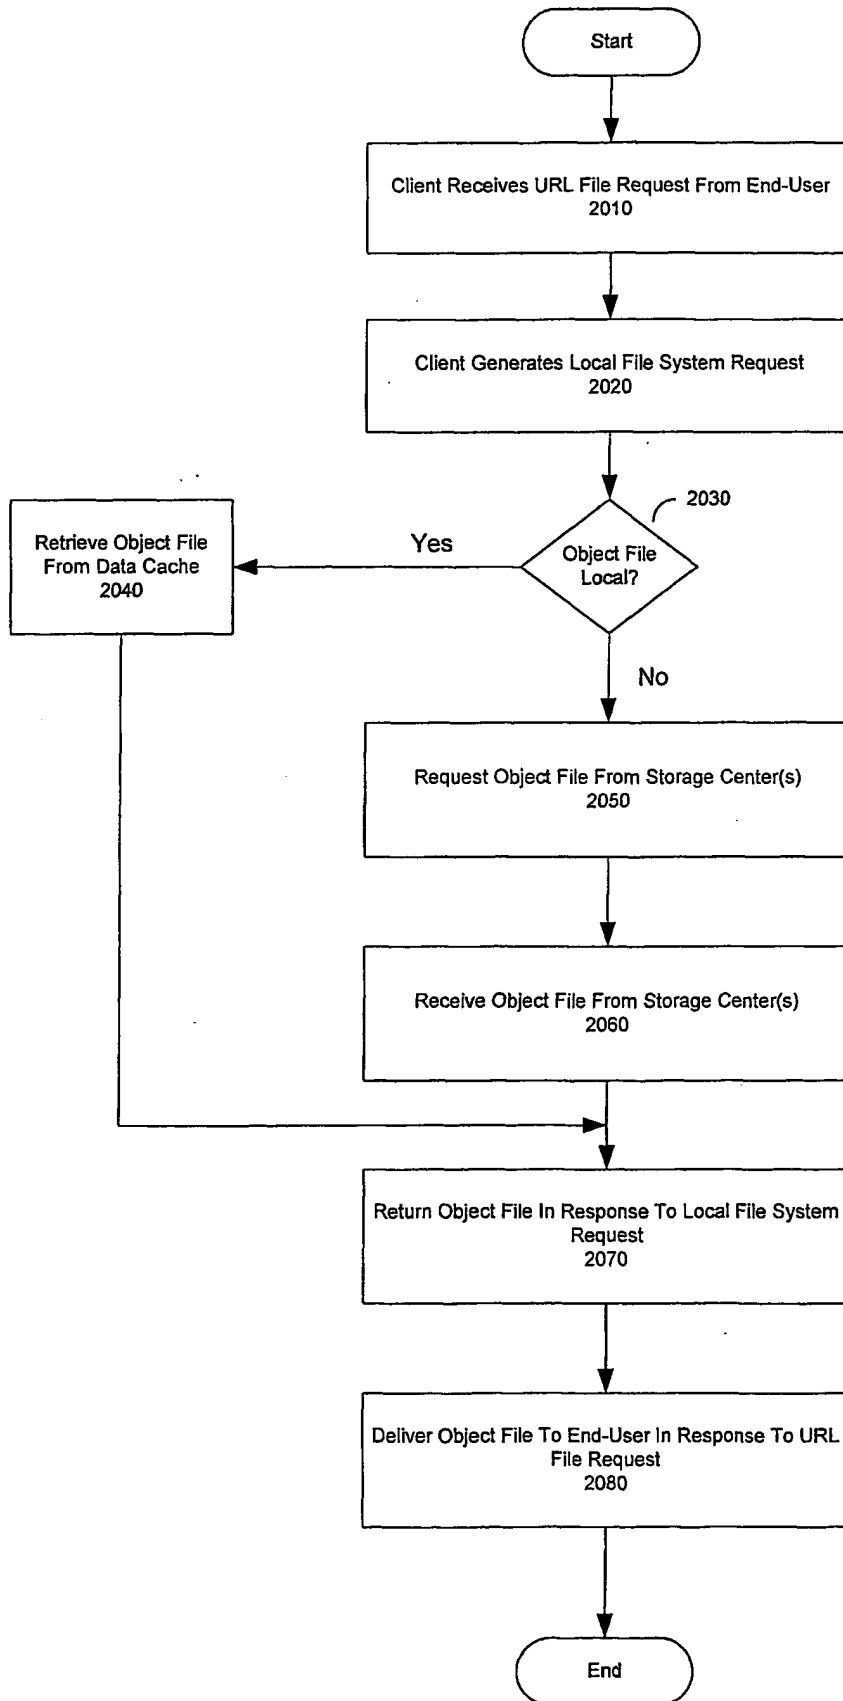 Start
Client Receives URL File Request From End-User
2010
Client Generates Local File System Request
2020
2030
Object File
Local?
Yes
Retrieve Object File
From Data Cache
2040
No
Request Object File From Storage Center(s)
2050
Receive Object File From Storage Center(s)
2060
Return Object File In Response To Local File System
Request
2070
Deliver Object File To End-User In Response To URL
File Request
2080
End